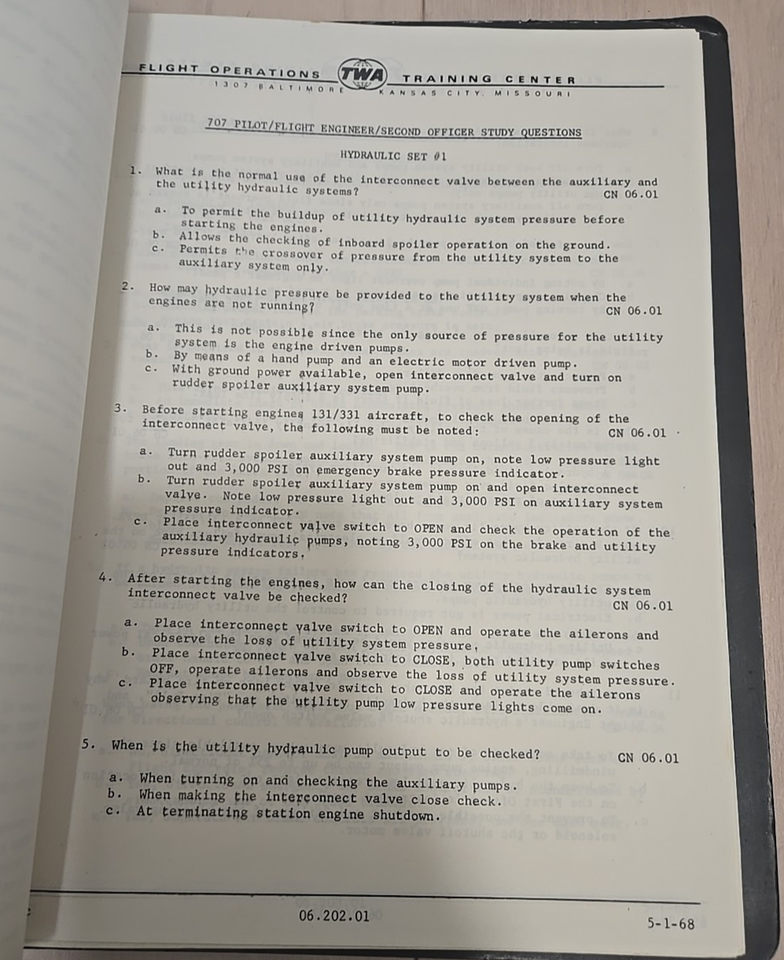 FLIGHT OPERATIONS TWA TRAINING CENTER
1307 BALTIMORE KANSAS CITY, MISSOURI
707 PILOT/FLIGHT ENGINEER/SECOND OFFICER STUDY QUESTIONS
HYDRAULIC SET #1
1. What is the normal use of the interconnect valve between the auxiliary and
the utility hydraulic systems? CN 06.01
a. To permit the buildup of utility hydraulic system pressure before
starting the engines.
b. Allows the checking of inboard spoiler operation on the ground.
c. Permits the crossover of pressure from the utility system to the
auxiliary system only.
2. How may hydraulic pressure be provided to the utility system when the
engines are not running? CN 06.01
a. This is not possible since the only source of pressure for the utility
system is the engine driven pumps.
b. By means of a hand pump and an electric motor driven pump.
c. With ground power available, open interconnect valve and turn on
rudder spoiler auxiliary system pump.
3. Before starting engines 131/331 aircraft, to check the opening of the
interconnect valve, the following must be noted: CN 06.01
a. Turn rudder spoiler auxiliary system pump on, note low pressure light
out and 3,000 PSI on emergency brake pressure indicator.
b. Turn rudder spoiler auxiliary system pump on and open interconnect
valve. Note low pressure light out and 3,000 PSI on auxiliary system
pressure indicator.
c. Place interconnect valve switch to OPEN and check the operation of the
auxiliary hydraulic pumps, noting 3,000 PSI on the brake and utility
pressure indicators.
4. After starting the engines, how can the closing of the hydraulic system
interconnect valve be checked? CN 06.01
a. Place interconnect valve switch to OPEN and operate the ailerons and
observe the loss of utility system pressure.
b. Place interconnect valve switch to CLOSE, both utility pump switches
OFF, operate ailerons and observe the loss of utility system pressure.
c. Place interconnect valve switch to CLOSE and operate the ailerons
observing that the utility pump low pressure lights come on.
5. When is the utility hydraulic pump output to be checked? CN 06.01
a. When turning on and checking the auxiliary pumps.
b. When making the interconnect valve close check.
c. At terminating station engine shutdown.
06.202.01 5-1-68